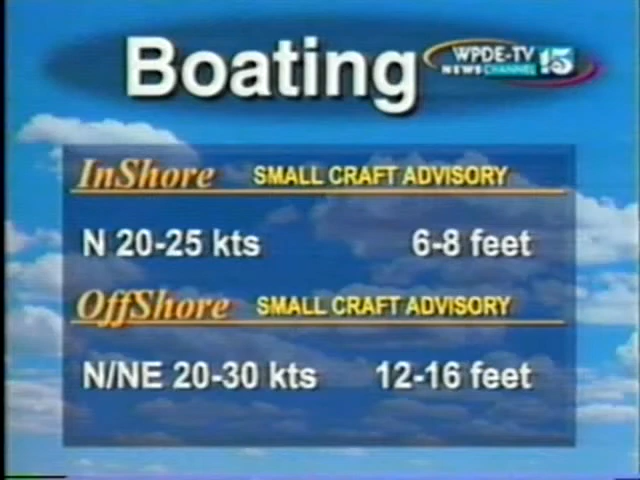 Boating
WPDE-TV
NEWSCHANNEL 15
InShore SMALL CRAFT ADVISORY
N 20-25 kts 6-8 feet
OffShore SMALL CRAFT ADVISORY
N/NE 20-30 kts 12-16 feet